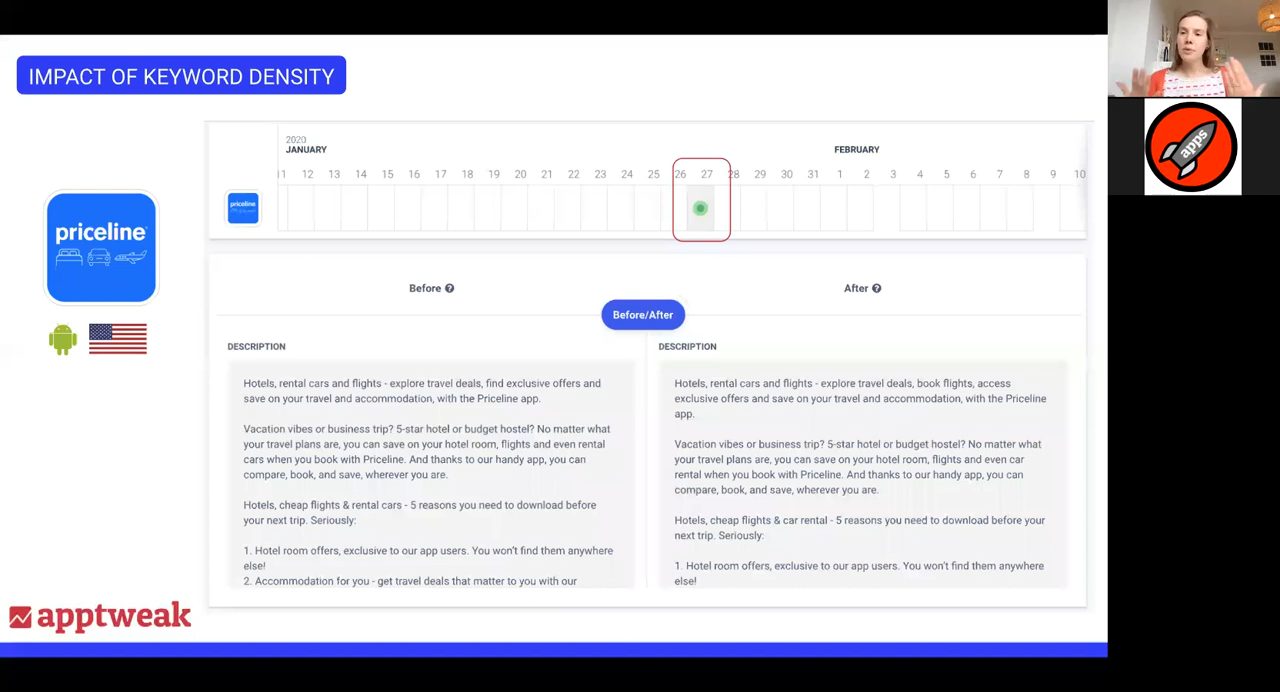 IMPACT OF KEYWORD DENSITY
2020
JANUARY
FEBRUARY
11 12 13 14 15 16 17 18 19 20 21 22 23 24 25 26 27 28 29 30 31 1 2 3 4 5 6 7 8 9 10
priceline
priceline
Before
After
Before/After
DESCRIPTION
Hotels, rental cars and flights - explore travel deals, find exclusive offers and
save on your travel and accommodation, with the Priceline app.
Vacation vibes or business trip? 5-star hotel or budget hostel? No matter what
your travel plans are, you can save on your hotel room, flights and even rental
cars when you book with Priceline. And thanks to our handy app, you can
compare, book, and save, wherever you are.
Hotels, cheap flights & rental cars - 5 reasons you need to download before
your next trip. Seriously:
1. Hotel room offers, exclusive to our app users. You won't find them anywhere
else!
2. Accommodation for you - get travel deals that matter to you with our
DESCRIPTION
Hotels, rental cars and flights - explore travel deals, book flights, access
exclusive offers and save on your travel and accommodation, with the Priceline
app.
Vacation vibes or business trip? 5-star hotel or budget hostel? No matter what
your travel plans are, you can save on your hotel room, flights and even car
rental when you book with Priceline. And thanks to our handy app, you can
compare, book, and save, wherever you are.
Hotels, cheap flights & car rental - 5 reasons you need to download before your
next trip. Seriously:
1. Hotel room offers, exclusive to our app users. You won't find them anywhere
else!
apptweak
apps